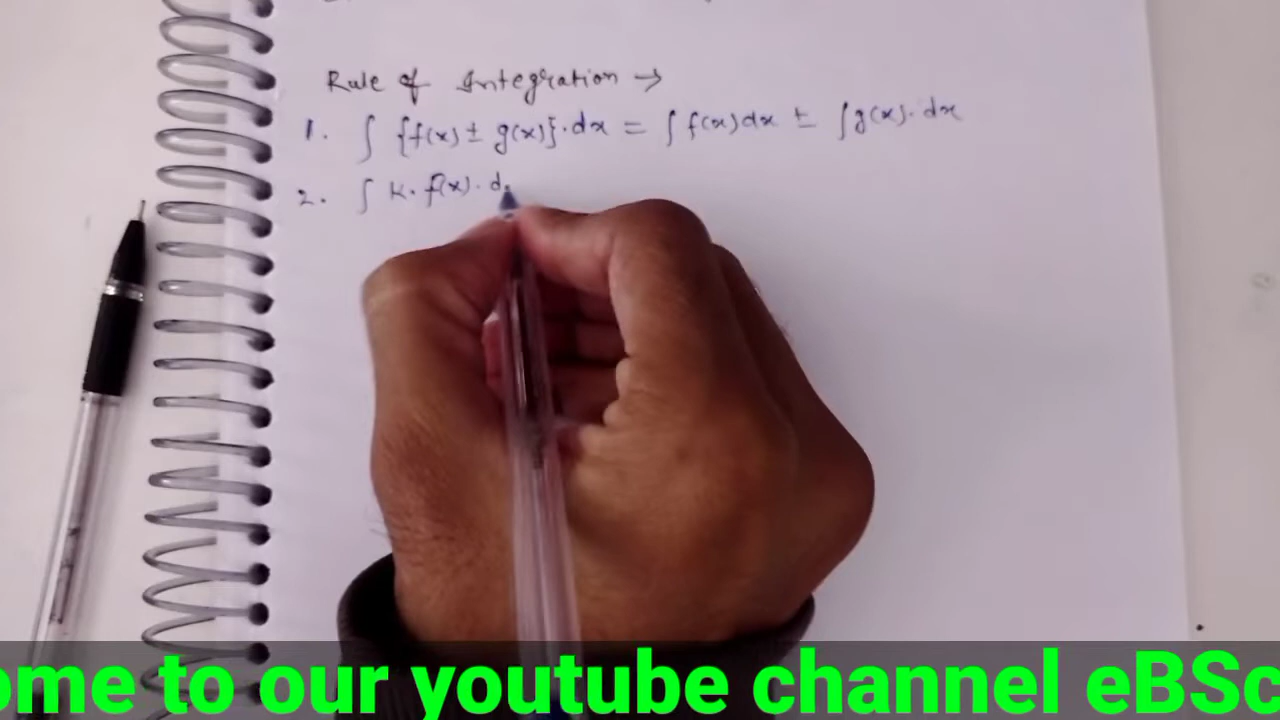 Rule of Integration →
1. ∫ {f(x) ± g(x)}.dx = ∫ f(x) dx ± ∫ g(x). dx
2. ∫ K. f(x). d
ome to our youtube channel eBSc